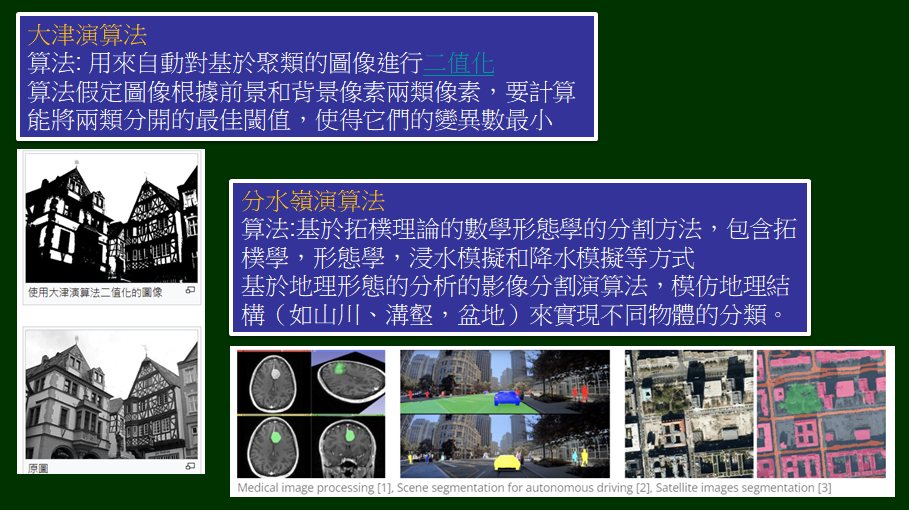 大津演算法
算法: 用來自動對基於聚類的圖像進行二值化
算法假定圖像根據前景和背景像素兩類像素，要計算
能將兩類分開的最佳閾值，使得它們的變異數最小
使用大津演算法二值化的圖像
原圖
分水嶺演算法
算法:基於拓樸理論的數學形態學的分割方法，包含拓
樸學，形態學，浸水模擬和降水模擬等方式
基於地理形態的分析的影像分割演算法，模仿地理結
構（如山川、溝壑，盆地）來實現不同物體的分類。
Medical image processing [1], Scene segmentation for autonomous driving [2], Satellite images segmentation [3]